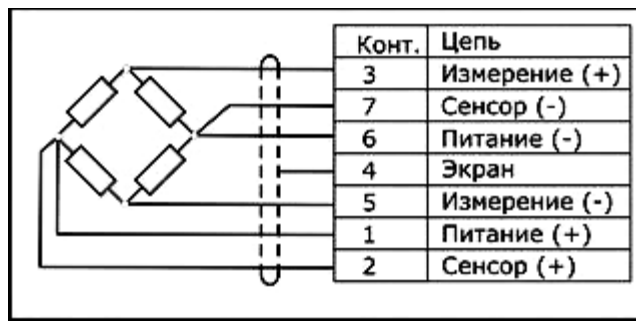 Конт. Цепь
3 Измерение (+)
7 Сенсор (-)
6 Питание (-)
4 Экран
5 Измерение (-)
1 Питание (+)
2 Сенсор (+)